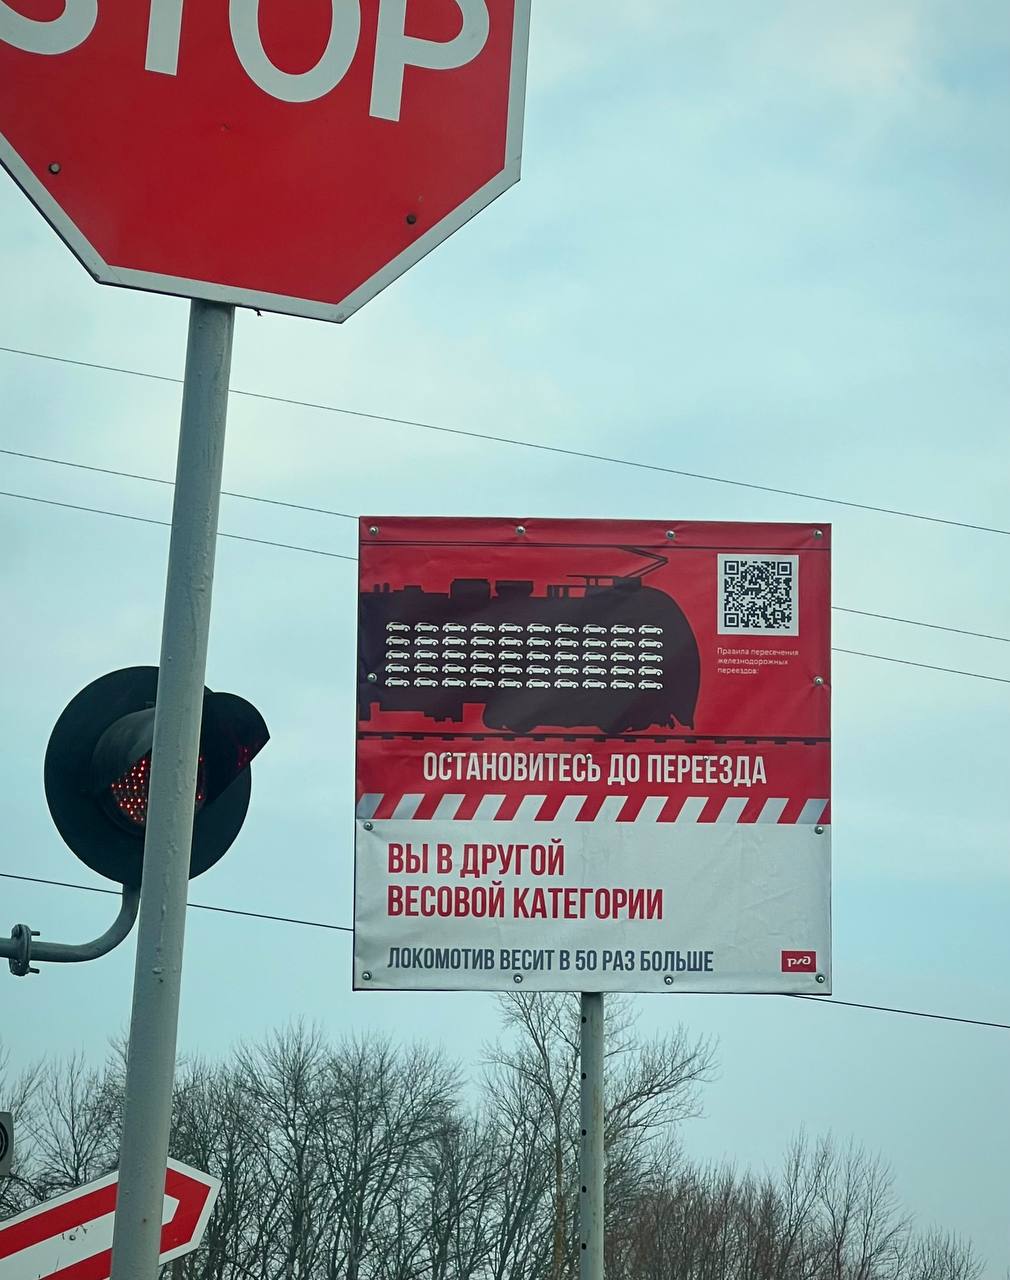 STOP
Правила пересечения
железнодорожных
переездов:
ОСТАНОВИТЕСЬ ДО ПЕРЕЕЗДА
ВЫ В ДРУГОЙ
ВЕСОВОЙ КАТЕГОРИИ
ЛОКОМОТИВ ВЕСИТ В 50 РАЗ БОЛЬШЕ
ржд